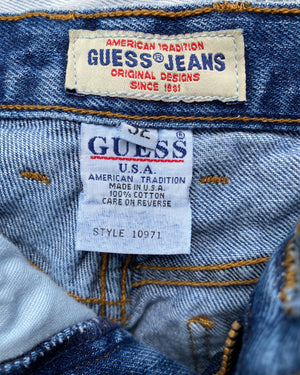 AMERICAN TRADITION
GUESS® JEANS
ORIGINAL DESIGNS
SINCE 1981
32
GUESS®
U.S.A.
AMERICAN TRADITION
MADE IN U.S.A.
100% COTTON
CARE ON REVERSE
STYLE 10971